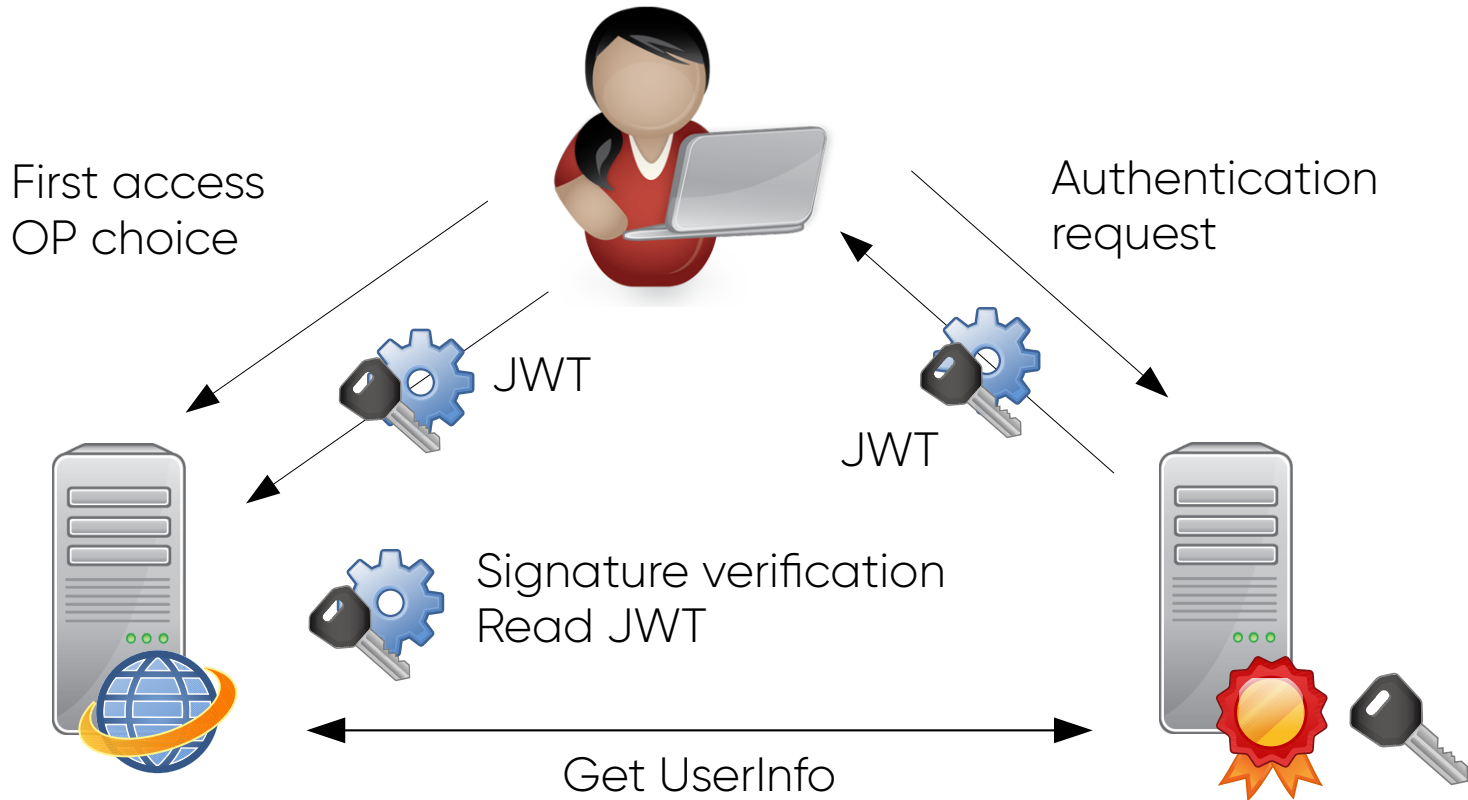 First access
OP choice
Authentication
request
JWT
JWT
Signature verification
Read JWT
Get UserInfo